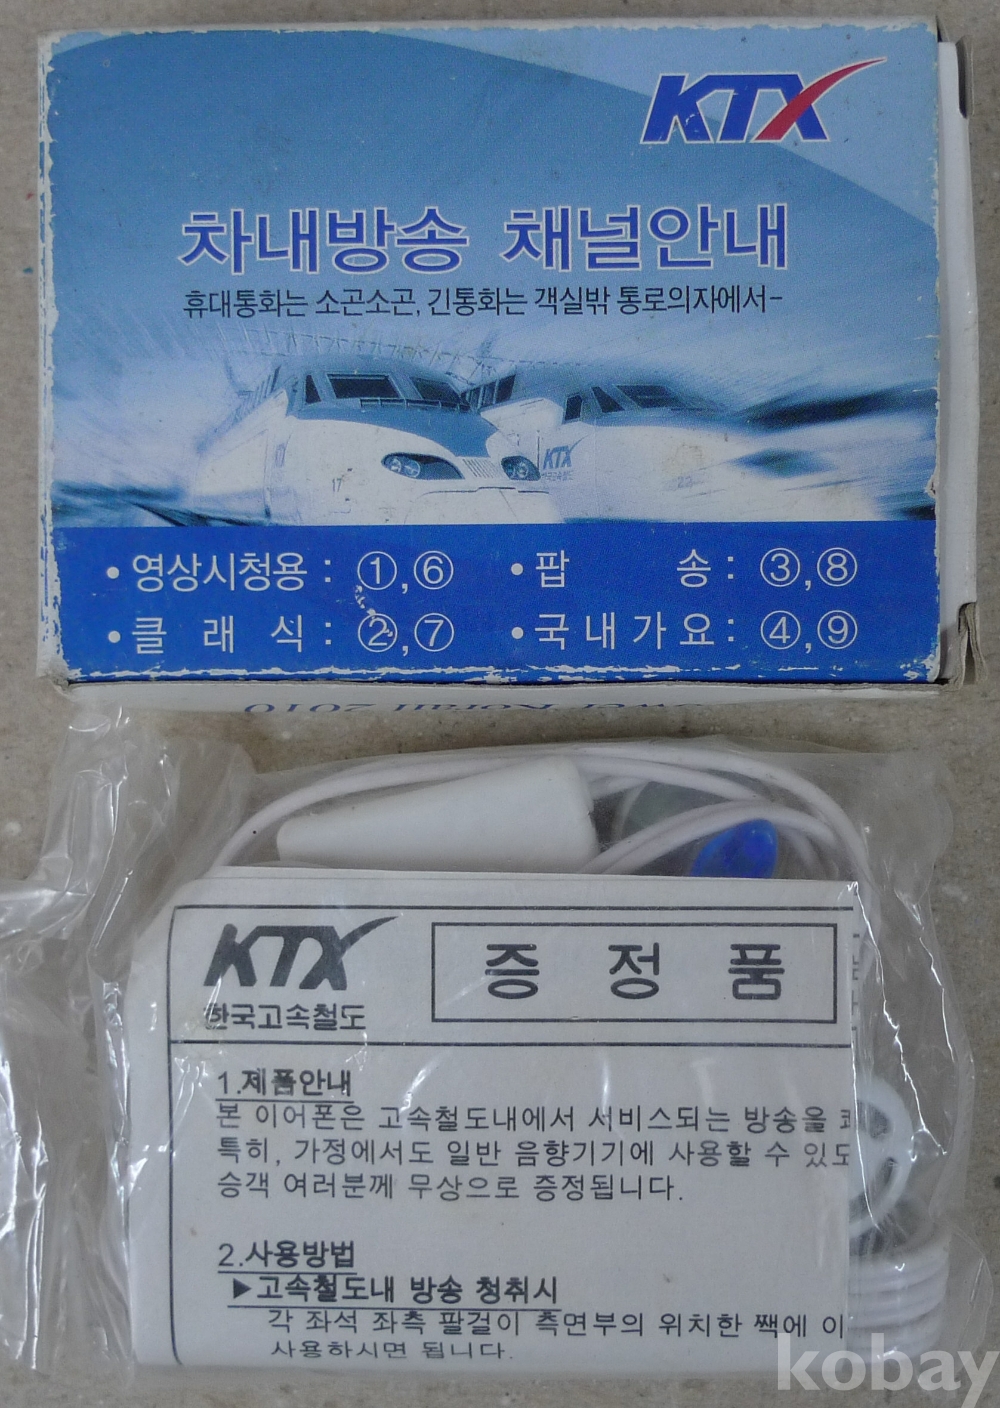 KTX
차내방송 채널안내
휴대통화는 소곤소곤, 긴통화는 객실밖 통로의자에서-
KTX
17
22
• 영상시청용 : ①,⑥ • 팝 송 : ③,⑧
• 클 래 식 : ②,⑦ • 국 내 가 요 : ④,⑨
Korail 2010
KTX
한국고속철도
증 정 품
1.제품안내
본 이어폰은 고속철도내에서 서비스되는 방송을
특히, 가정에서도 일반 음향기기에 사용할 수 있도
승객 여러분께 무상으로 증정됩니다.
2.사용방법
▶고속철도내 방송 청취시
각 좌석 좌측 팔걸이 측면부의 위치한 짹에 이
사용하시면 됩니다.
kobay